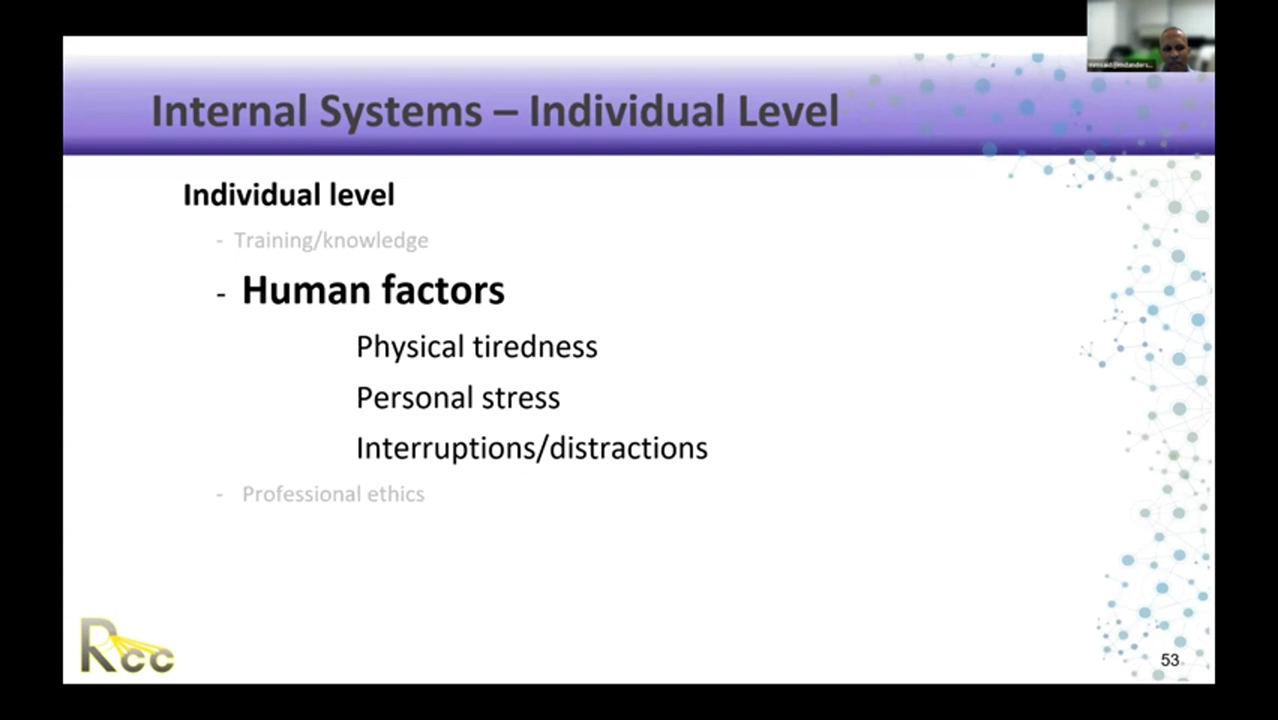 Internal Systems – Individual Level
Individual level
- Training/knowledge
- Human factors
Physical tiredness
Personal stress
Interruptions/distractions
- Professional ethics
Rcc
53